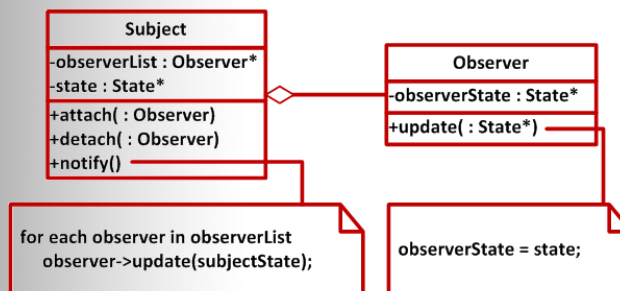 Subject
-observerList : Observer*
-state : State*
+attach( : Observer)
+detach( : Observer)
+notify()
Observer
-observerState : State*
+update( : State*)
for each observer in observerList
observer->update(subjectState);
observerState = state;